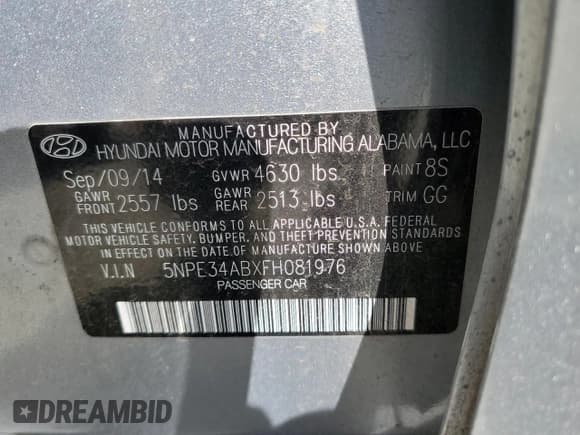 MANUFACTURED BY
HYUNDAI MOTOR MANUFACTURING ALABAMA, LLC
Sep/09/14 GVWR 4630 lbs PAINT 8S
GAWR FRONT 2557 lbs GAWR REAR 2513 lbs TRIM GG
THIS VEHICLE CONFORMS TO ALL APPLICABLE U.S.A. FEDERAL
MOTOR VEHICLE SAFETY, BUMPER, AND THEFT PREVENTION STANDARDS
IN EFFECT ON THE DATE OF MANUFACTURE SHOWN ABOVE.
V.I.N 5NPE34ABXFH081976
PASSENGER CAR
DREAMBID